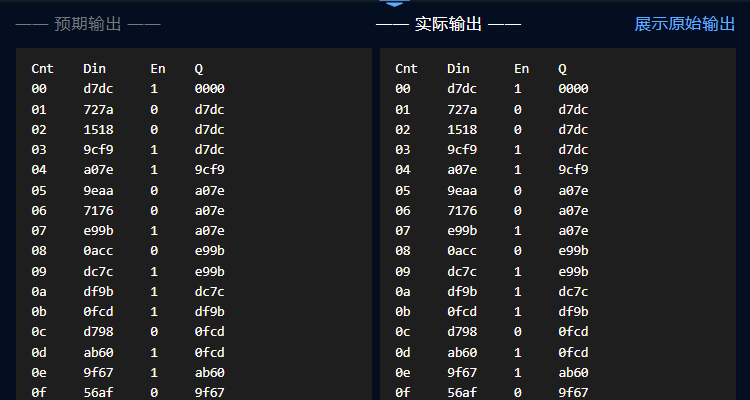 —— 预期输出 —— —— 实际输出 —— 展示原始输出
Cnt Din En Q Cnt Din En Q
00 d7dc 1 0000 00 d7dc 1 0000
01 727a 0 d7dc 01 727a 0 d7dc
02 1518 0 d7dc 02 1518 0 d7dc
03 9cf9 1 d7dc 03 9cf9 1 d7dc
04 a07e 1 9cf9 04 a07e 1 9cf9
05 9eaa 0 a07e 05 9eaa 0 a07e
06 7176 0 a07e 06 7176 0 a07e
07 e99b 1 a07e 07 e99b 1 a07e
08 0acc 0 e99b 08 0acc 0 e99b
09 dc7c 1 e99b 09 dc7c 1 e99b
0a df9b 1 dc7c 0a df9b 1 dc7c
0b 0fcd 1 df9b 0b 0fcd 1 df9b
0c d798 0 0fcd 0c d798 0 0fcd
0d ab60 1 0fcd 0d ab60 1 0fcd
0e 9f67 1 ab60 0e 9f67 1 ab60
0f 56af 0 9f67 0f 56af 0 9f67